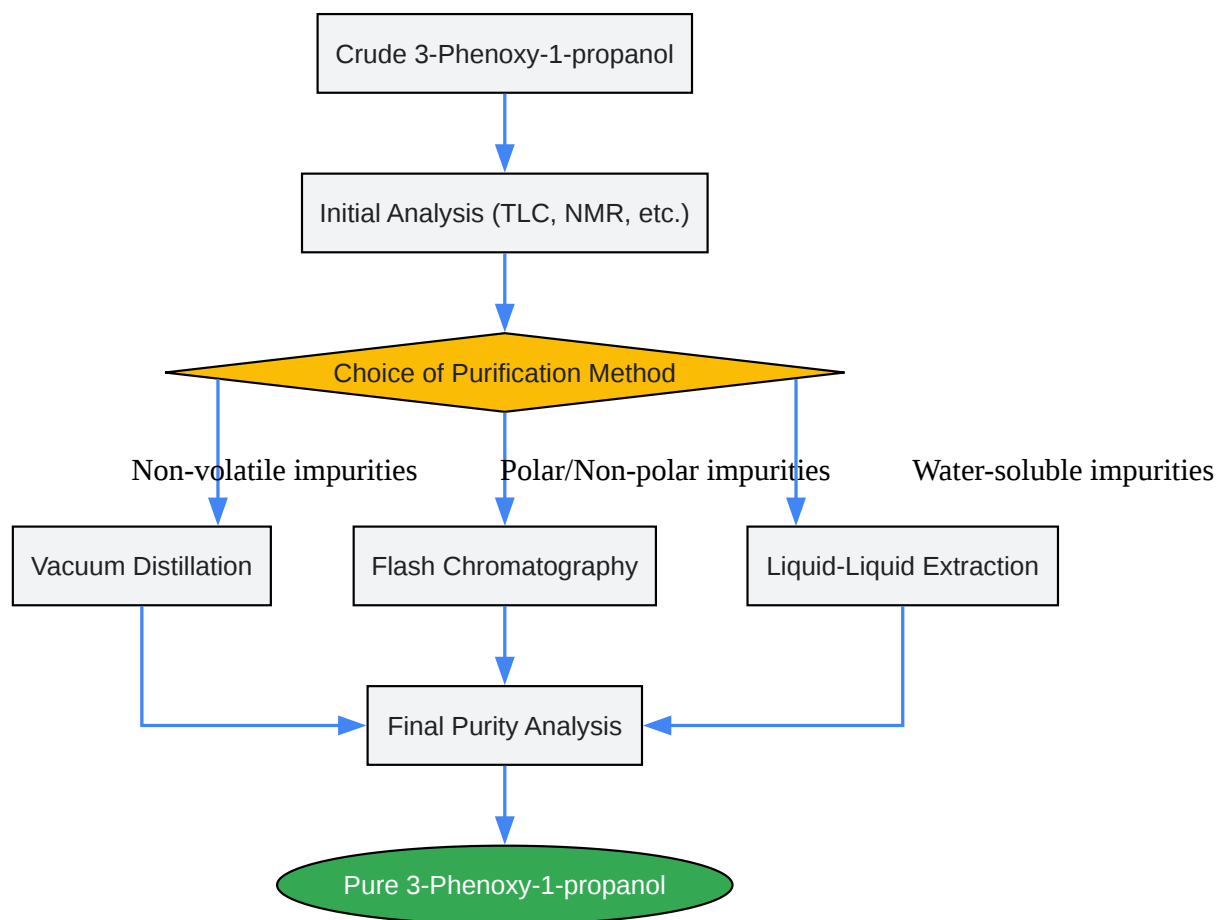 Crude 3-Phenoxy-1-propanol
Initial Analysis (TLC, NMR, etc.)
Choice of Purification Method
Non-volatile impurities
Polar/Non-polar impurities
Water-soluble impurities
Vacuum Distillation
Flash Chromatography
Liquid-Liquid Extraction
Final Purity Analysis
Pure 3-Phenoxy-1-propanol